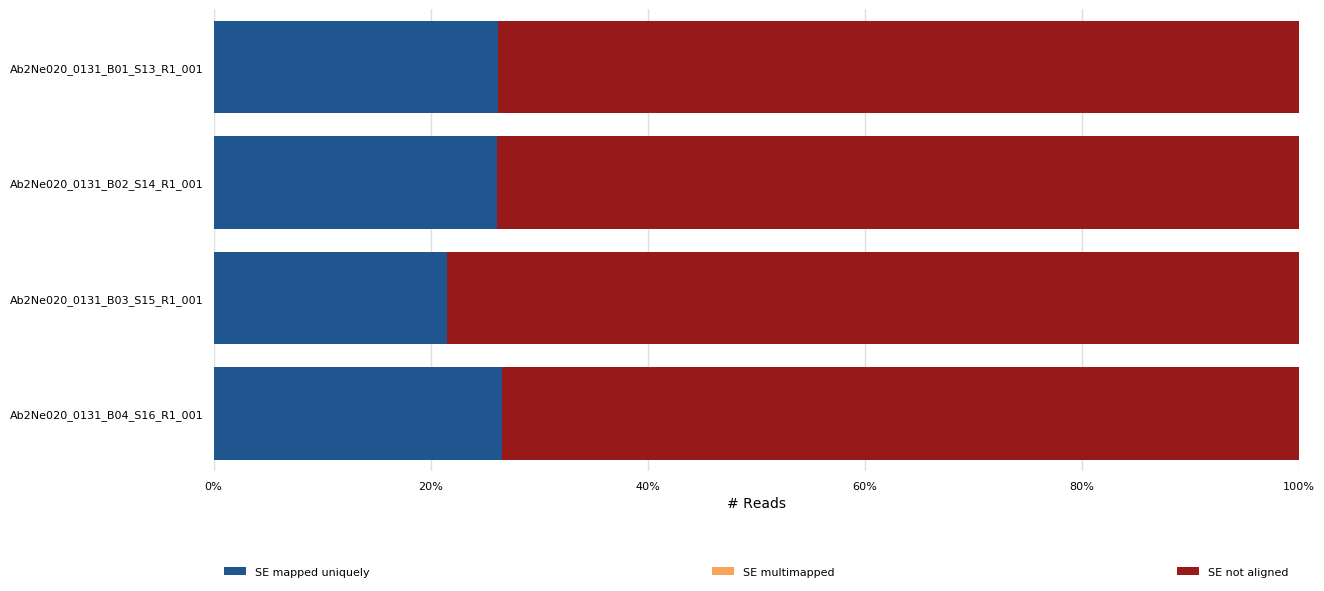 Ab2Ne020_0131_B01_S13_R1_001
Ab2Ne020_0131_B02_S14_R1_001
Ab2Ne020_0131_B03_S15_R1_001
Ab2Ne020_0131_B04_S16_R1_001
0% 20% 40% 60% 80% 100%
# Reads
SE mapped uniquely SE multimapped SE not aligned